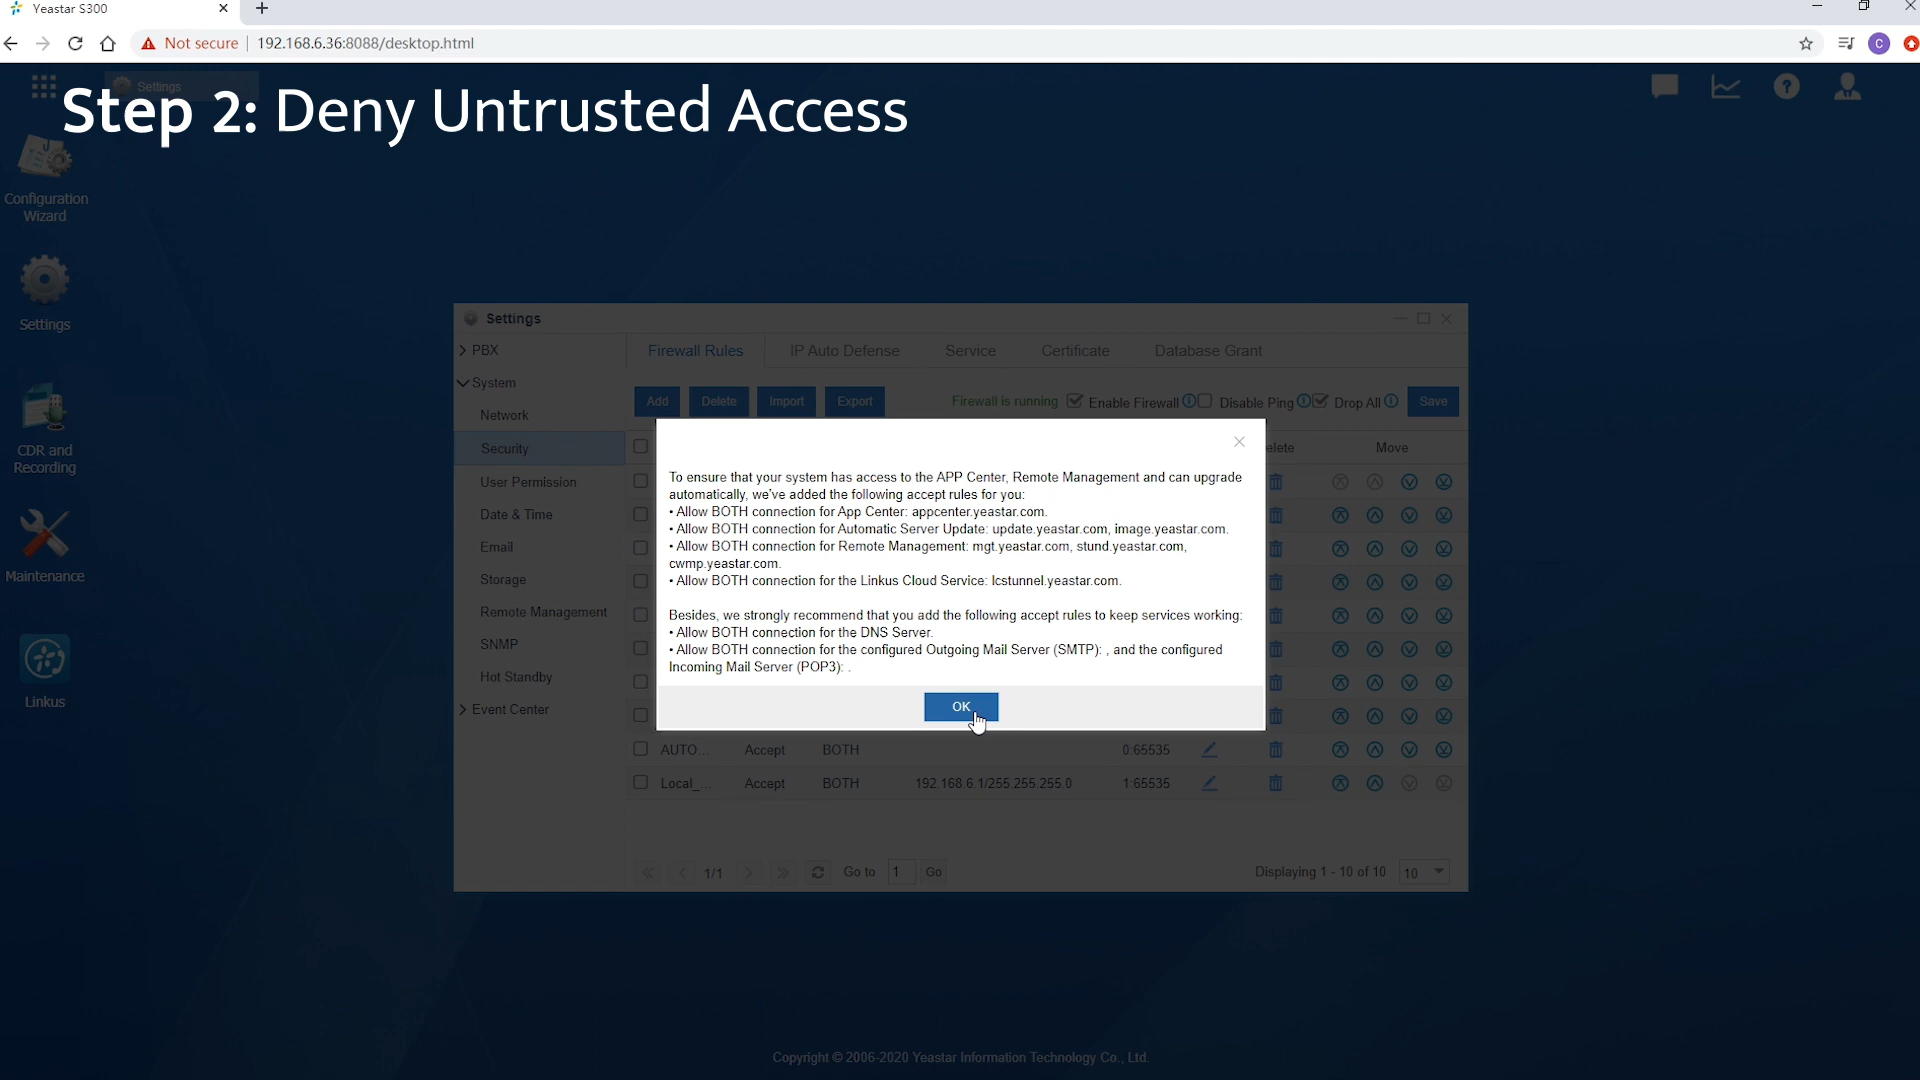 Yeastar S300
Not secure
192.168.6.36:8088/desktop.html
Settings
Step 2: Deny Untrusted Access
Configuration
Wizard
Settings
CDR and
Recording
Maintenance
Linkus
Settings
PBX
System
Network
Security
User Permission
Date & Time
Email
Storage
Remote Management
SNMP
Hot Standby
Event Center
Firewall Rules IP Auto Defense Service Certificate Database Grant
Add Delete Import Export Firewall is running Enable Firewall Disable Ping Drop All Save
elete Move
To ensure that your system has access to the APP Center, Remote Management and can upgrade
automatically, we've added the following accept rules for you:
• Allow BOTH connection for App Center: appcenter.yeastar.com.
• Allow BOTH connection for Automatic Server Update: update.yeastar.com, image.yeastar.com.
• Allow BOTH connection for Remote Management: mgt.yeastar.com, stund.yeastar.com,
cwmp.yeastar.com.
• Allow BOTH connection for the Linkus Cloud Service: lcstunnel.yeastar.com.
Besides, we strongly recommend that you add the following accept rules to keep services working:
• Allow BOTH connection for the DNS Server.
• Allow BOTH connection for the configured Outgoing Mail Server (SMTP): , and the configured
Incoming Mail Server (POP3): .
OK
AUTO... Accept BOTH 0:65535
Local_... Accept BOTH 192.168.6.1/255.255.255.0 1:65535
1/1 Go to 1 Go Displaying 1 - 10 of 10 10
Copyright © 2006-2020 Yeastar Information Technology Co., Ltd.